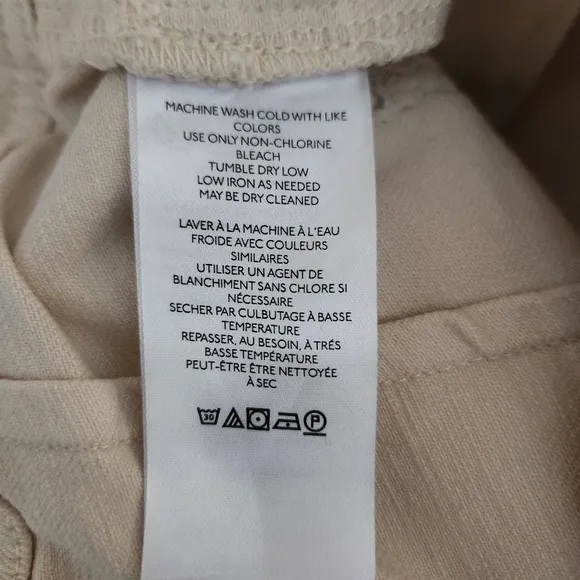 MACHINE WASH COLD WITH LIKE
COLORS
USE ONLY NON-CHLORINE
BLEACH
TUMBLE DRY LOW
LOW IRON AS NEEDED
MAY BE DRY CLEANED
LAVER À LA MACHINE À L'EAU
FROIDE AVEC COULEURS
SIMILAIRES
UTILISER UN AGENT DE
BLANCHIMENT SANS CHLORE SI
NÉCESSAIRE
SECHER PAR CULBUTAGE À BASSE
TEMPERATURE
REPASSER, AU BESOIN, À TRÉS
BASSE TEMPÉRATURE
PEUT-ÊTRE ÊTRE NETTOYÉE
À SEC
30 P